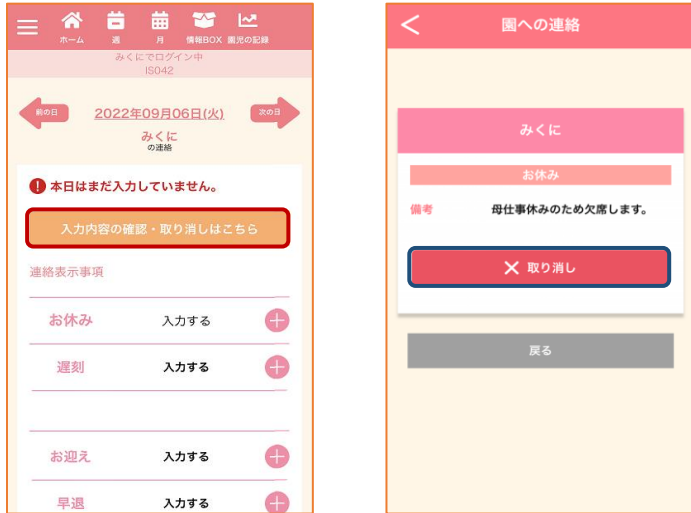 ホーム
週
月
情報BOX
園児の記録
みくにでログイン中
IS042
前の日
2022年09月06日(火)
次の日
みくに
の連絡
本日はまだ入力していません。
入力内容の確認・取り消しはこちら
連絡表示事項
お休み 入力する
遅刻 入力する
お迎え 入力する
早退 入力する
園への連絡
みくに
お休み
備考 母仕事休みのため欠席します。
取り消し
戻る